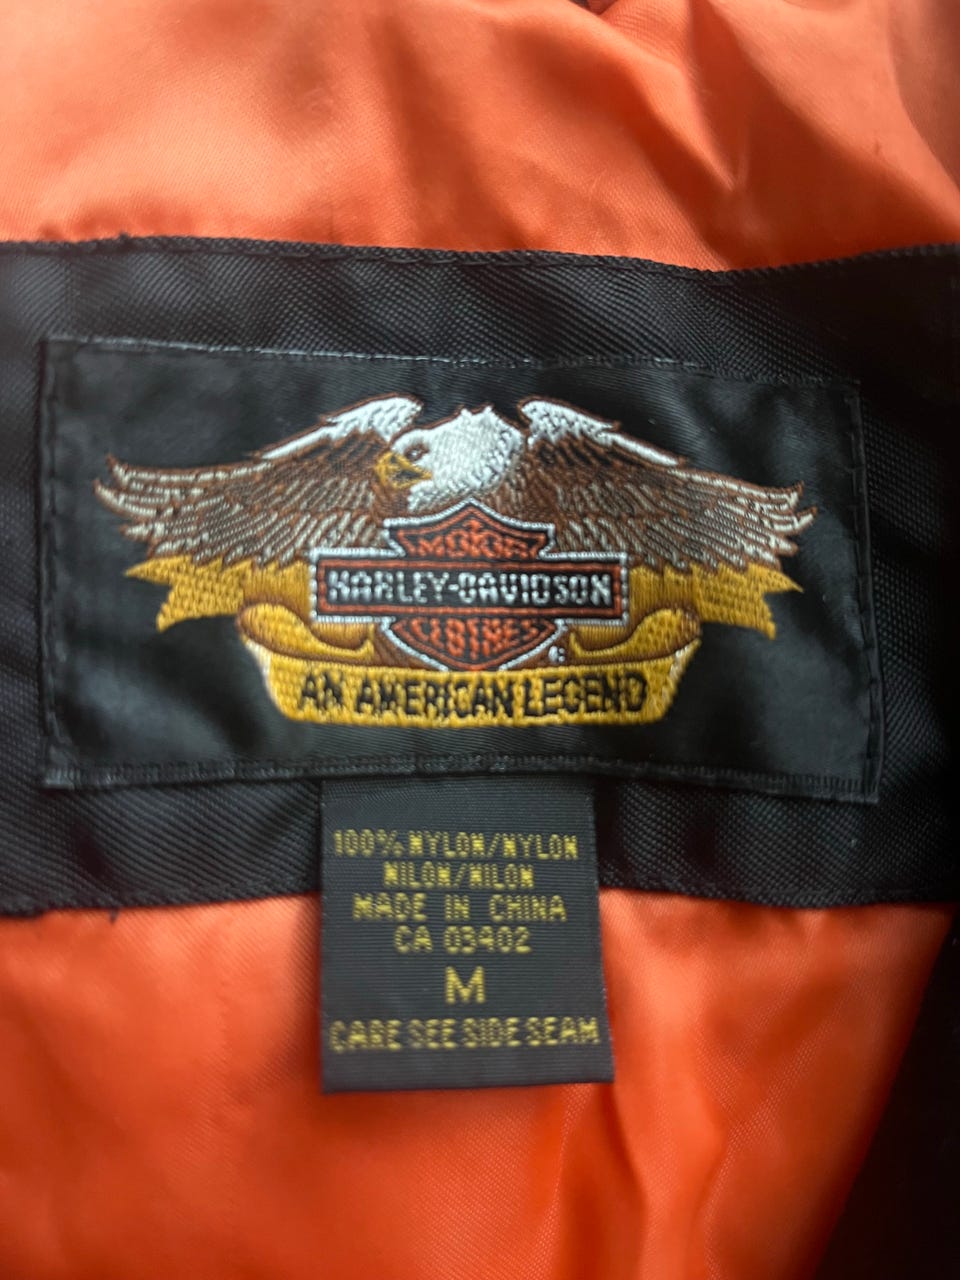 MOTOR
HARLEY-DAVIDSON
CLOTHES
AN AMERICAN LEGEND
100% NYLON/NYLON
NILON/NILON
MADE IN CHINA
CA 03402
M
CARE SEE SIDE SEAM